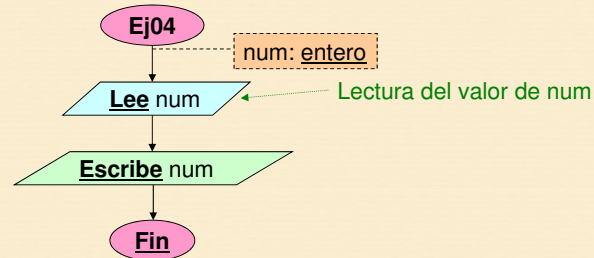 Ej04
num: entero
Lee num
Lectura del valor de num
Escribe num
Fin